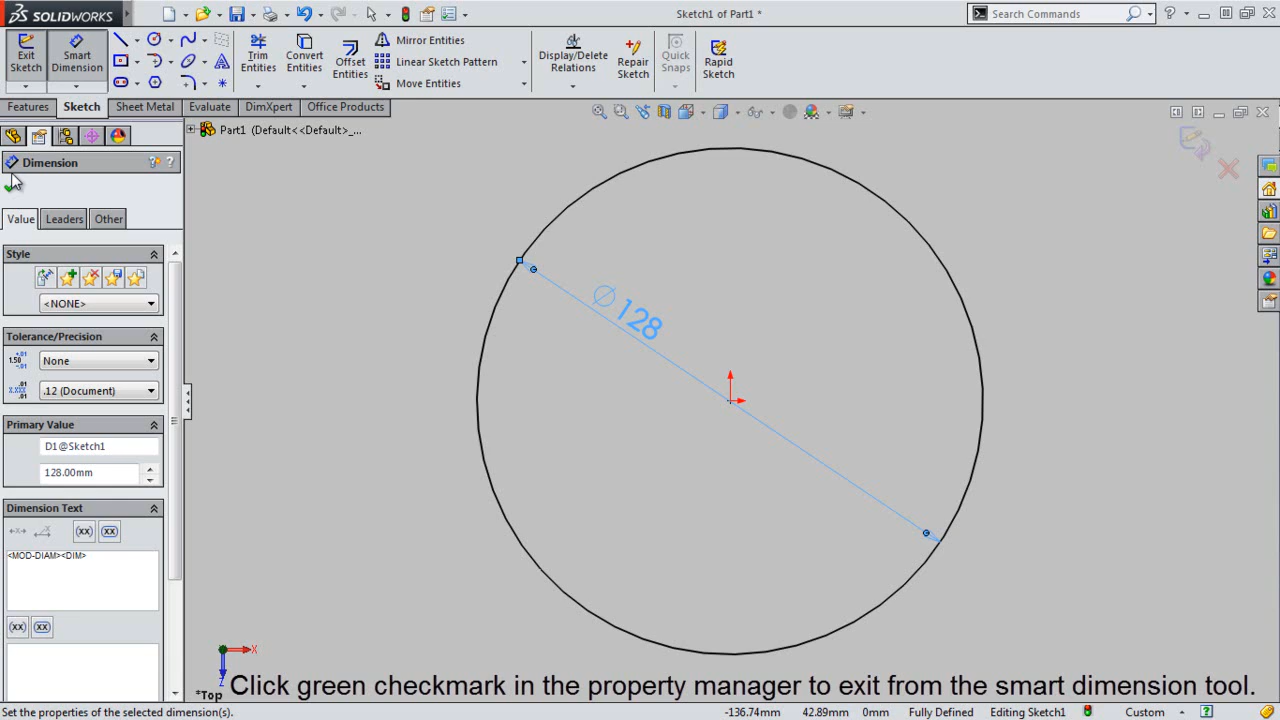 SOLIDWORKS
Sketch1 of Part1 *
Search Commands
Exit Sketch
Smart Dimension
Trim Entities
Convert Entities
Offset Entities
Mirror Entities
Linear Sketch Pattern
Move Entities
Display/Delete Relations
Repair Sketch
Quick Snaps
Rapid Sketch
Features Sketch Sheet Metal Evaluate DimXpert Office Products
Part1 (Default<<Default>_...
Dimension
Value Leaders Other
Style
<NONE>
Tolerance/Precision
None
.12 (Document)
Primary Value
D1@Sketch1
128.00mm
Dimension Text
(xx) (xx)
<MOD-DIAM><DIM>
(xx) (xx)
∅128
X
Z
*Top
Click green checkmark in the property manager to exit from the smart dimension tool.
Set the properties of the selected dimension(s).
-136.74mm 42.89mm 0mm Fully Defined Editing Sketch1 Custom